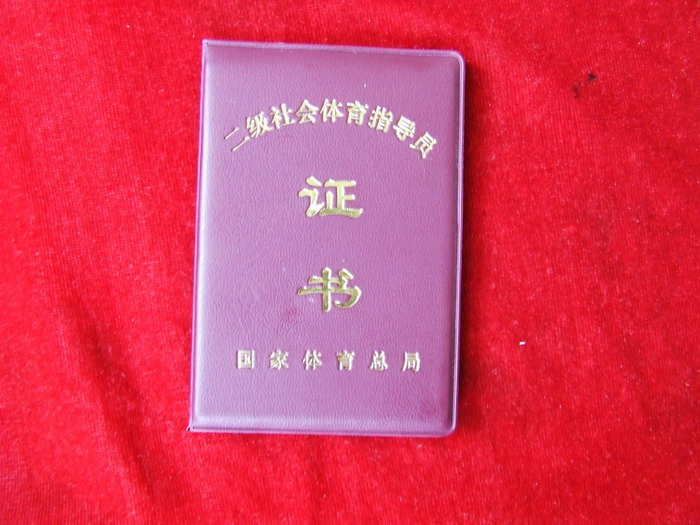 二级社会体育指导员
证
书
国家体育总局